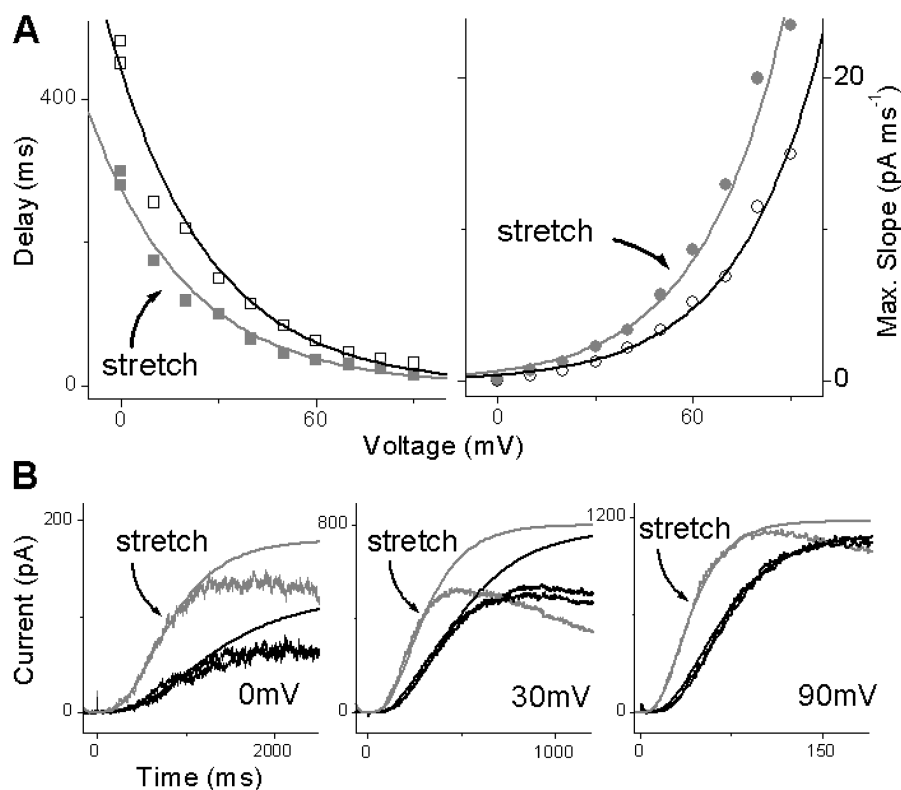 A
400
0
Delay (ms)
stretch
0
60
stretch
20
0
Max. Slope (pA ms⁻¹)
0
60
Voltage (mV)
B
200
0
Current (pA)
stretch
0mV
0
2000
800
0
stretch
30mV
0
1000
1200
0
stretch
90mV
0
150
Time (ms)